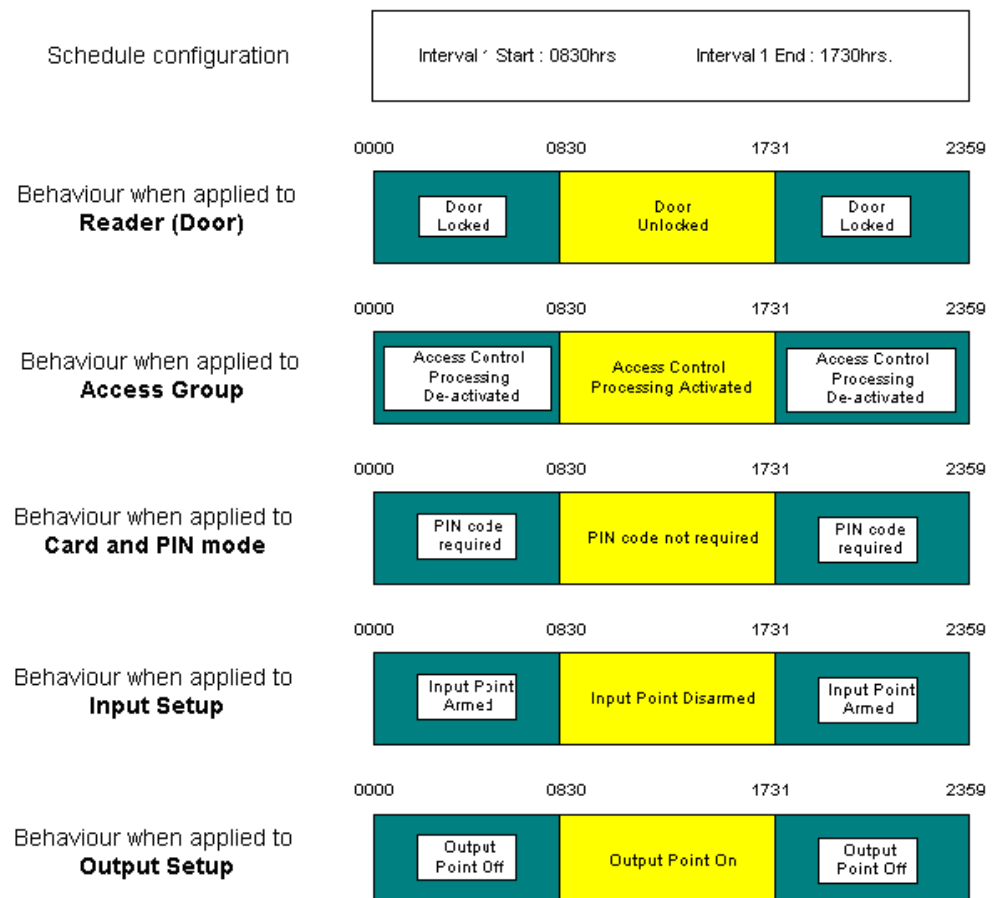 Schedule configuration
Interval 1 Start : 0830hrs Interval 1 End : 1730hrs.
0000 0830 1731 2359
Behaviour when applied to
Reader (Door)
Door
Locked
Door
Unlocked
Door
Locked
0000 0830 1731 2359
Behaviour when applied to
Access Group
Access Control
Processing
De-activated
Access Control
Processing Activated
Access Control
Processing
De-activated
0000 0830 1731 2359
Behaviour when applied to
Card and PIN mode
PIN code
required
PIN code not required
PIN code
required
0000 0830 1731 2359
Behaviour when applied to
Input Setup
Input Point
Armed
Input Point Disarmed
Input Point
Armed
0000 0830 1731 2359
Behaviour when applied to
Output Setup
Output
Point Off
Output Point On
Output
Point Off